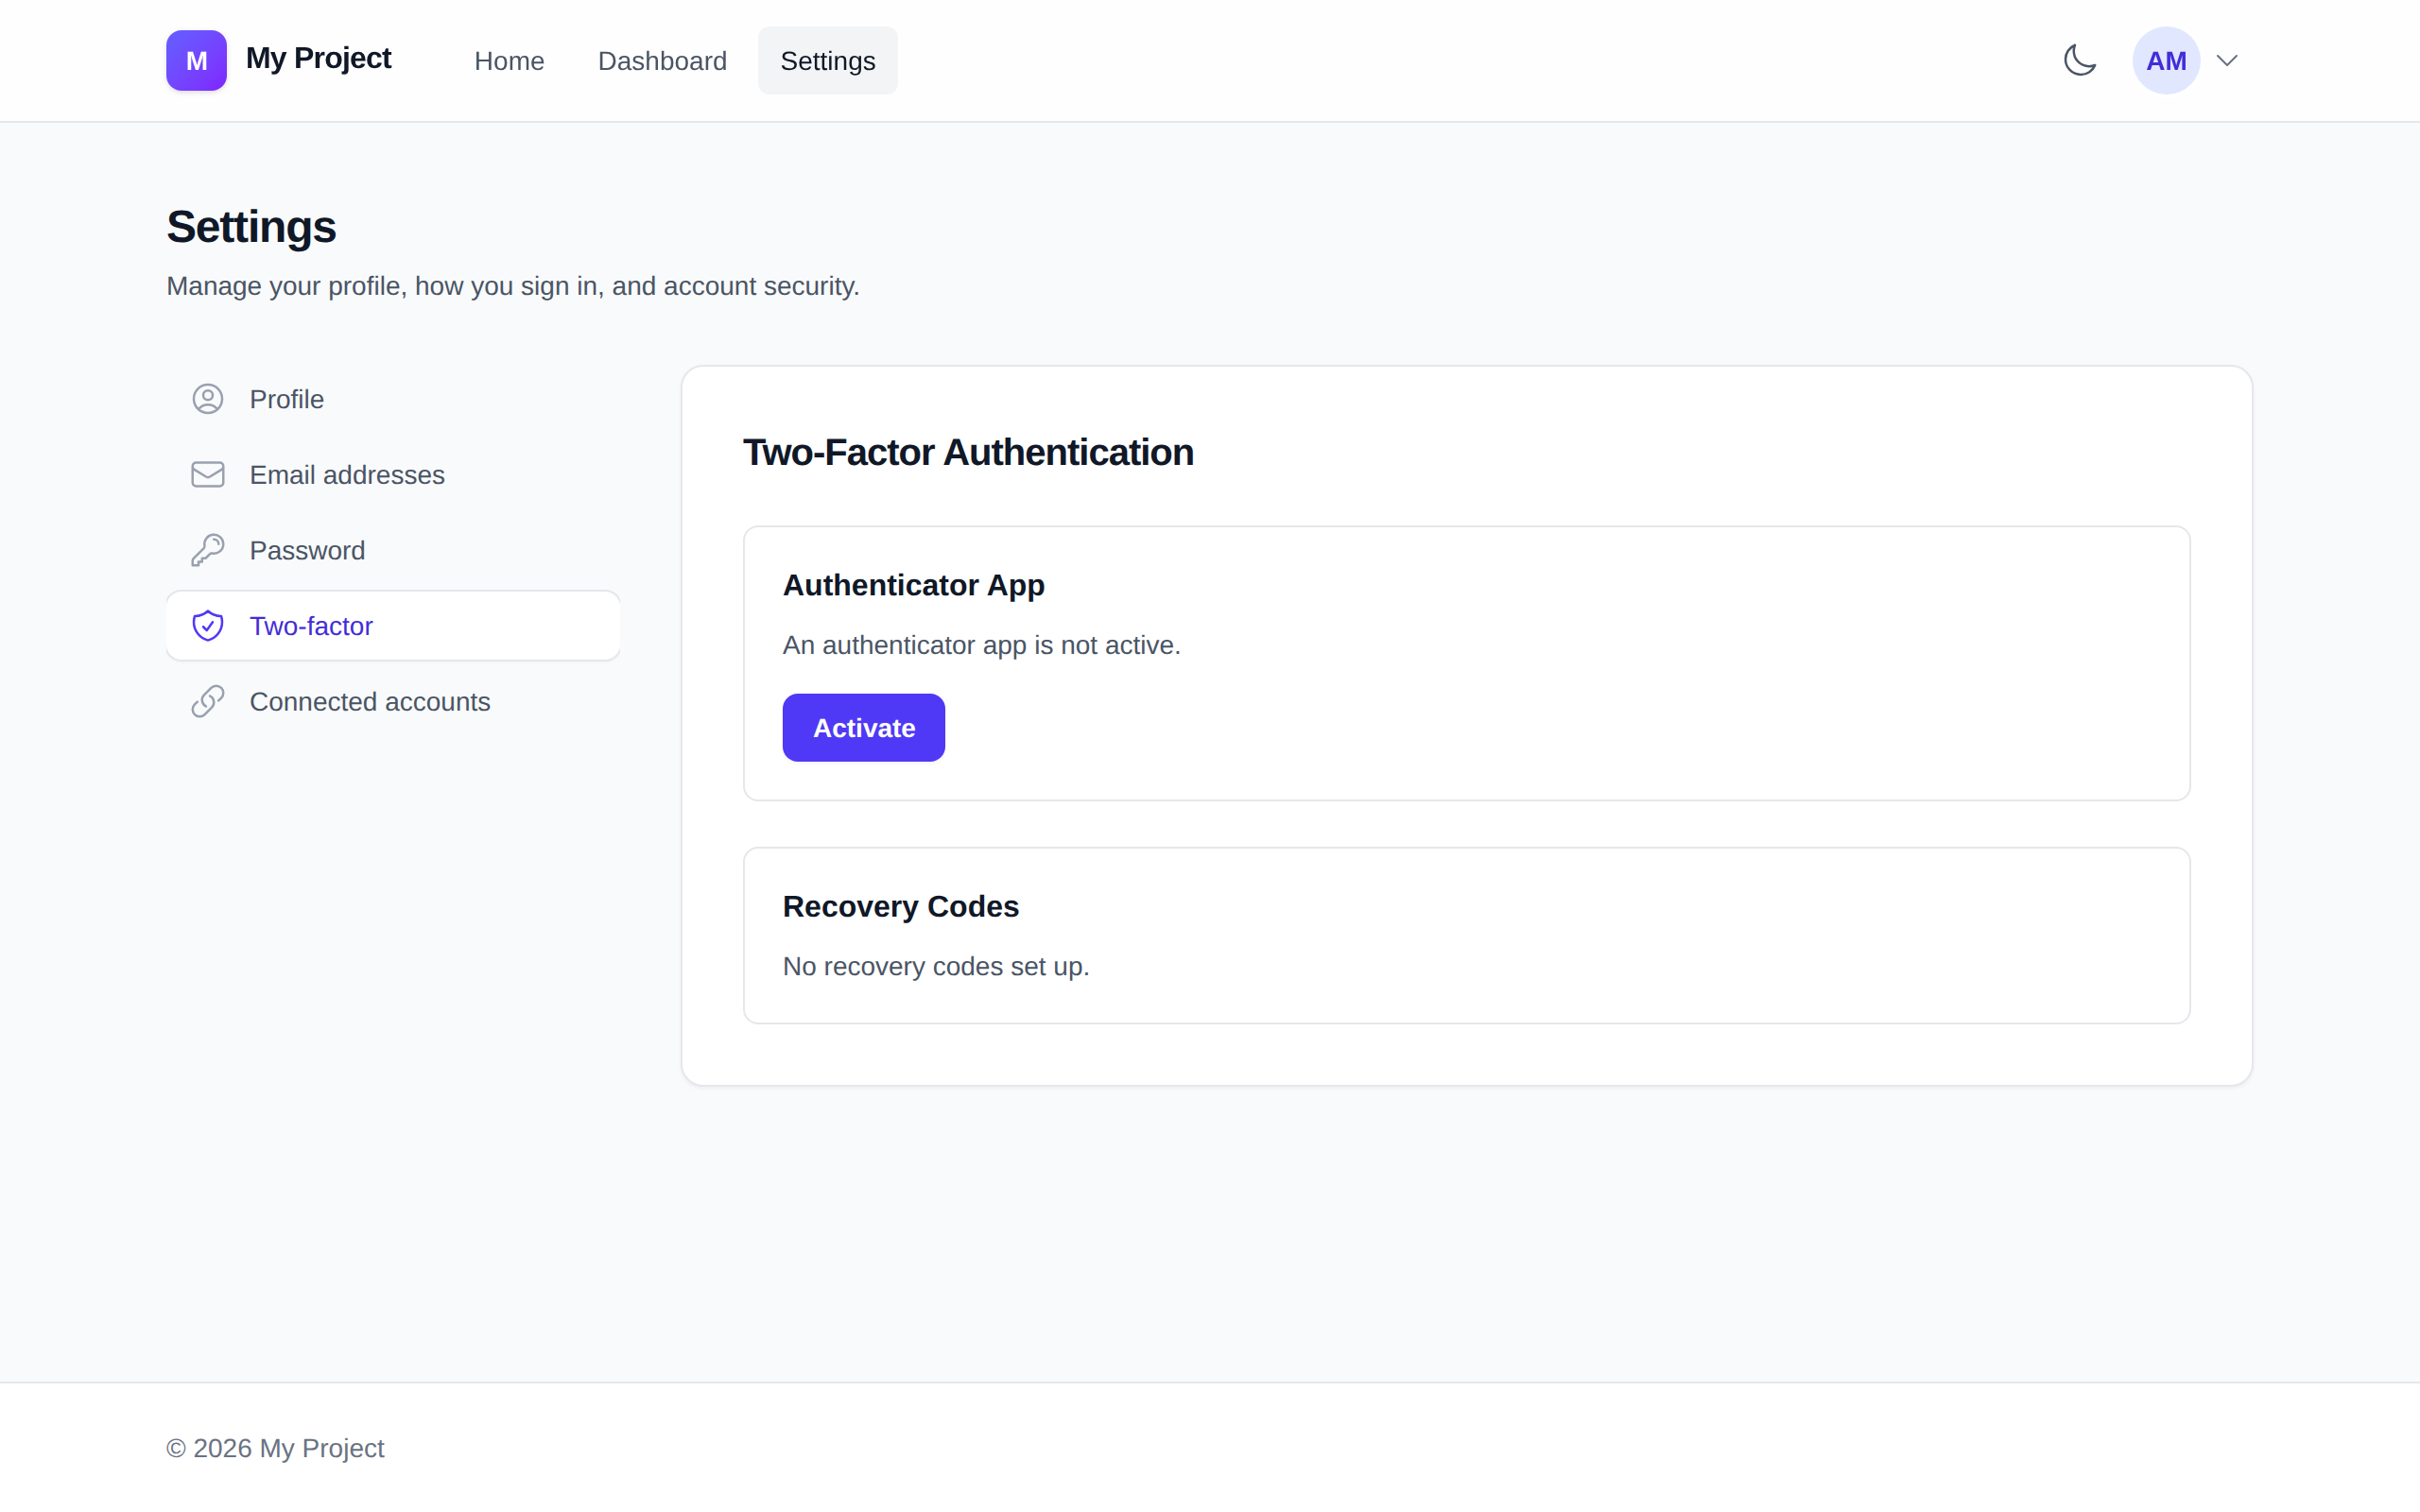 M My Project Home Dashboard Settings AM
Settings
Manage your profile, how you sign in, and account security.
Profile
Email addresses
Password
Two-factor
Connected accounts
Two-Factor Authentication
Authenticator App
An authenticator app is not active.
Activate
Recovery Codes
No recovery codes set up.
© 2026 My Project